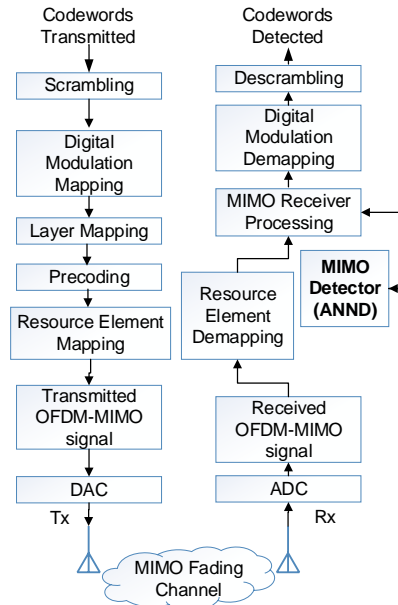 Codewords
Transmitted
Scrambling
Digital
Modulation
Mapping
Layer Mapping
Precoding
Resource Element
Mapping
Transmitted
OFDM-MIMO
signal
DAC
Tx
Codewords
Detected
Descrambling
Digital
Modulation
Demapping
MIMO Receiver
Processing
MIMO
Detector
(ANND)
Resource
Element
Demapping
Received
OFDM-MIMO
signal
ADC
Rx
MIMO Fading
Channel